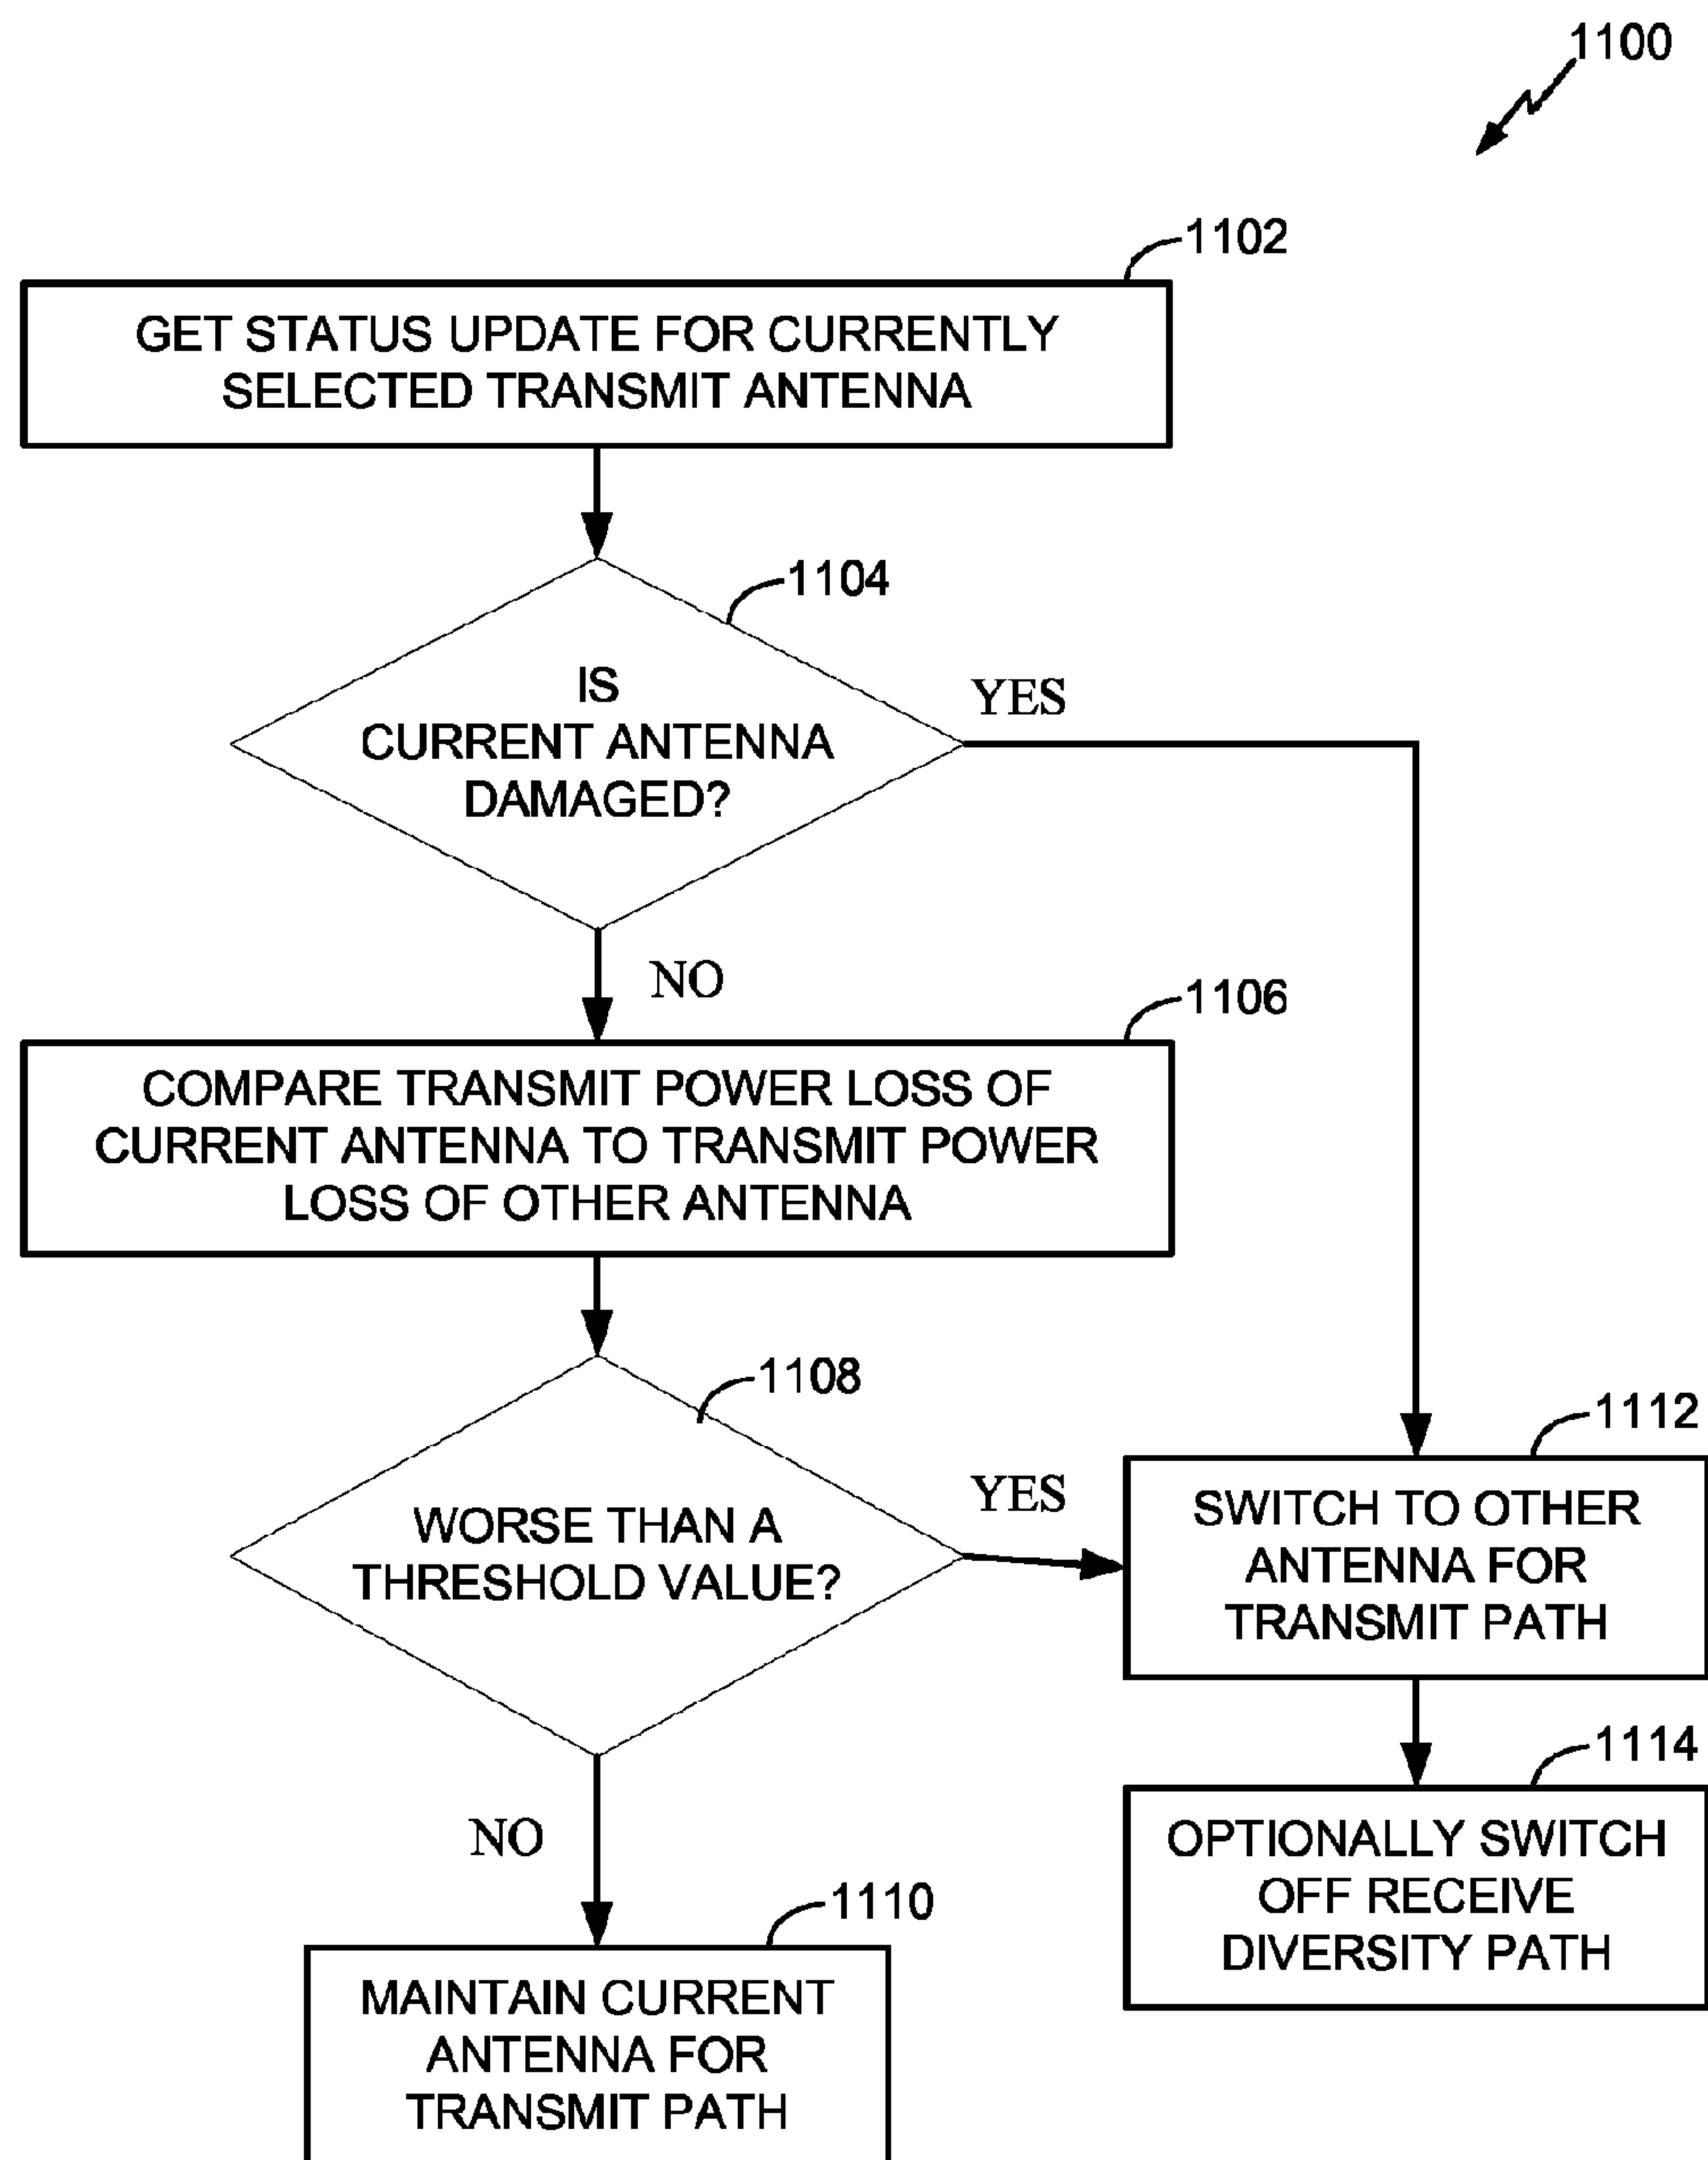 1100
1102
GET STATUS UPDATE FOR CURRENTLY
SELECTED TRANSMIT ANTENNA
1104
IS
CURRENT ANTENNA
DAMAGED?
YES
NO
1106
COMPARE TRANSMIT POWER LOSS OF
CURRENT ANTENNA TO TRANSMIT POWER
LOSS OF OTHER ANTENNA
1108
WORSE THAN A
THRESHOLD VALUE?
YES
NO
1112
SWITCH TO OTHER
ANTENNA FOR
TRANSMIT PATH
1114
OPTIONALLY SWITCH
OFF RECEIVE
DIVERSITY PATH
1110
MAINTAIN CURRENT
ANTENNA FOR
TRANSMIT PATH